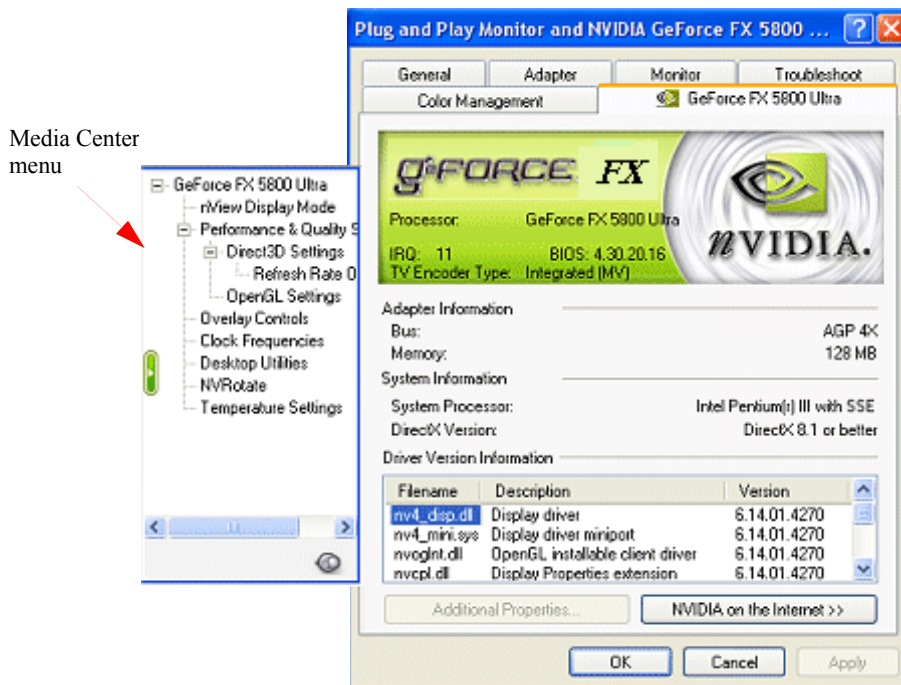 Plug and Play Monitor and NVIDIA GeForce FX 5800 ...
General Adapter Monitor Troubleshoot
Color Management GeForce FX 5800 Ultra
Media Center
menu
GeForce FX 5800 Ultra
nView Display Mode
Performance & Quality S
Direct3D Settings
Refresh Rate O
OpenGL Settings
Overlay Controls
Clock Frequencies
Desktop Utilities
NVRotate
Temperature Settings
GEFORCE FX
Processor: GeForce FX 5800 Ultra
IRQ: 11 BIOS: 4.30.20.16
TV Encoder Type: Integrated (MV)
nVIDIA.
Adapter Information
Bus: AGP 4X
Memory: 128 MB
System Information
System Processor: Intel Pentium(r) III with SSE
DirectX Version: DirectX 8.1 or better
Driver Version Information
Filename Description Version
nv4_disp.dll Display driver 6.14.01.4270
nv4_mini.sys Display driver miniport 6.14.01.4270
nvoglnt.dll OpenGL installable client driver 6.14.01.4270
nvcpl.dll Display Properties extension 6.14.01.4270
Additional Properties... NVIDIA on the Internet >>
OK Cancel Apply